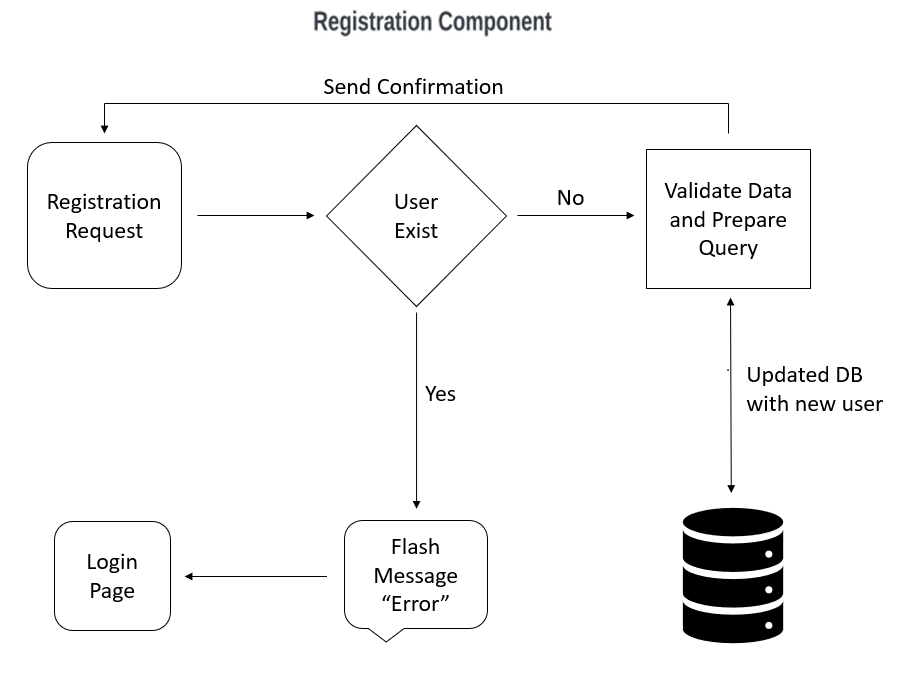 Registration Component
Send Confirmation
Registration
Request
User
Exist
No
Validate Data
and Prepare
Query
Yes
Updated DB
with new user
Login
Page
Flash
Message
“Error”